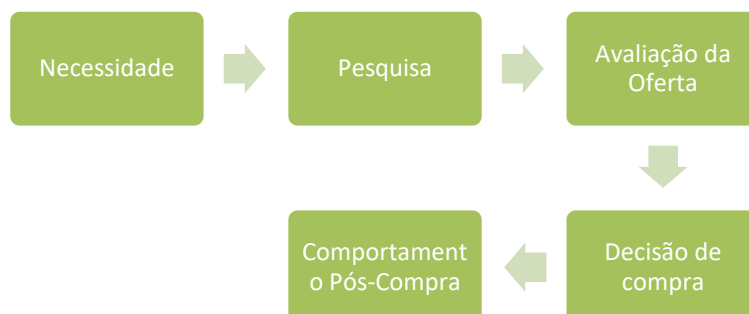 Necessidade
Pesquisa
Avaliação da
Oferta
Decisão de
compra
Comportament
o Pós-Compra